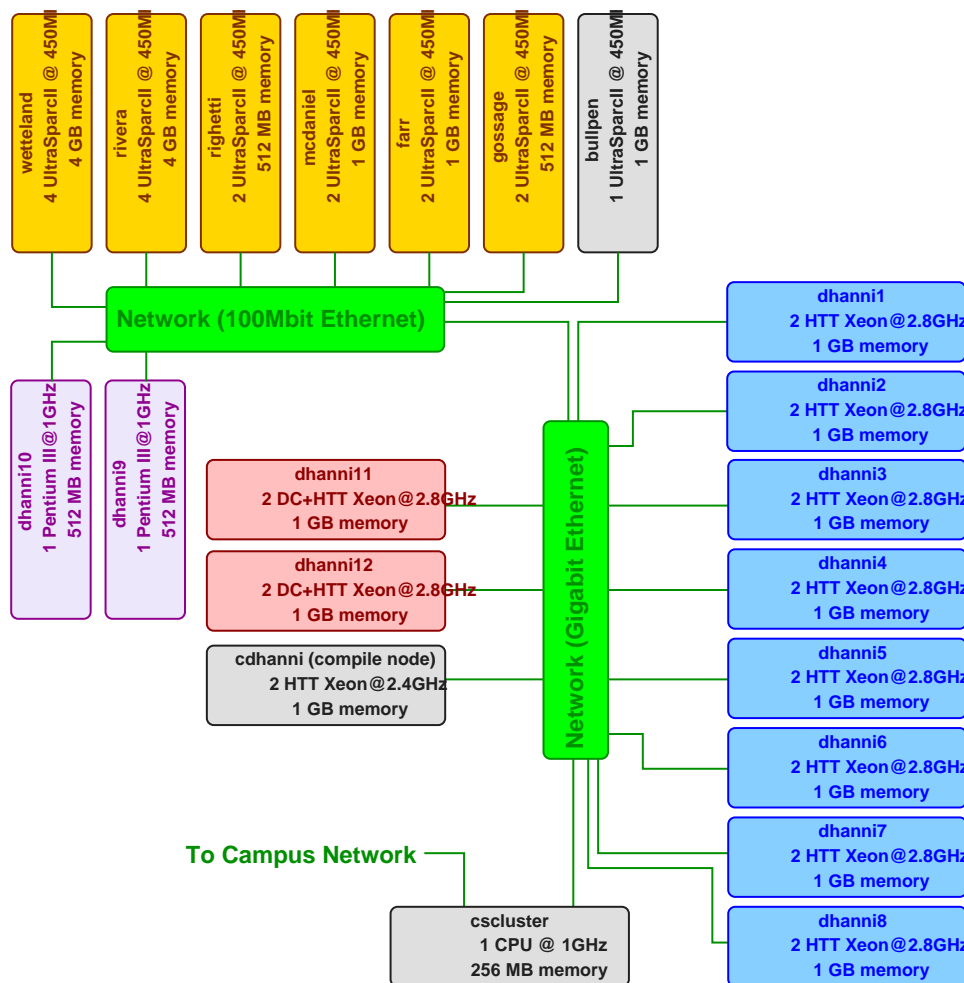 wetteland
4 UltraSparcII @ 450M
4 GB memory
rivera
4 UltraSparcII @ 450M
4 GB memory
righetti
2 UltraSparcII @ 450M
512 MB memory
mcdaniel
2 UltraSparcII @ 450M
1 GB memory
farr
2 UltraSparcII @ 450M
1 GB memory
gossage
2 UltraSparcII @ 450M
512 MB memory
bullpen
1 UltraSparcII @ 450M
1 GB memory
Network (100Mbit Ethernet)
dhanni10
1 Pentium III@1GHz
512 MB memory
dhanni9
1 Pentium III@1GHz
512 MB memory
dhanni11
2 DC+HTT Xeon@2.8GHz
1 GB memory
dhanni12
2 DC+HTT Xeon@2.8GHz
1 GB memory
cdhanni (compile node)
2 HTT Xeon@2.4GHz
1 GB memory
Network (Gigabit Ethernet)
dhanni1
2 HTT Xeon@2.8GHz
1 GB memory
dhanni2
2 HTT Xeon@2.8GHz
1 GB memory
dhanni3
2 HTT Xeon@2.8GHz
1 GB memory
dhanni4
2 HTT Xeon@2.8GHz
1 GB memory
dhanni5
2 HTT Xeon@2.8GHz
1 GB memory
dhanni6
2 HTT Xeon@2.8GHz
1 GB memory
dhanni7
2 HTT Xeon@2.8GHz
1 GB memory
dhanni8
2 HTT Xeon@2.8GHz
1 GB memory
To Campus Network
cscluster
1 CPU @ 1GHz
256 MB memory